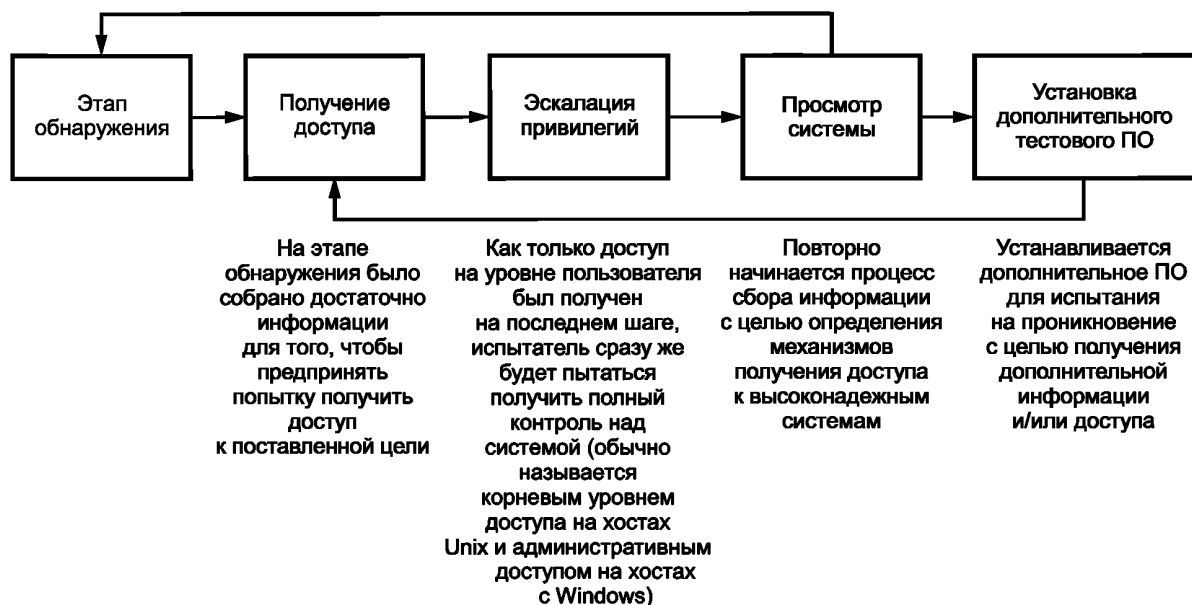 Этап
обнаружения
Получение
доступа
Эскалация
привилегий
Просмотр
системы
Установка
дополнительного
тестового ПО
На этапе
обнаружения было
собрано достаточно
информации
для того, чтобы
предпринять
попытку получить
доступ
к поставленной цели
Как только доступ
на уровне пользователя
был получен
на последнем шаге,
испытатель сразу же
будет пытаться
получить полный
контроль над
системой (обычно
называется
корневым уровнем
доступа на хостах
Unix и административным
доступом на хостах
с Windows)
Повторно
начинается процесс
сбора информации
с целью определения
механизмов
получения доступа
к высоконадежным
системам
Устанавливается
дополнительное ПО
для испытания
на проникновение
с целью получения
дополнительной
информации
и/или доступа